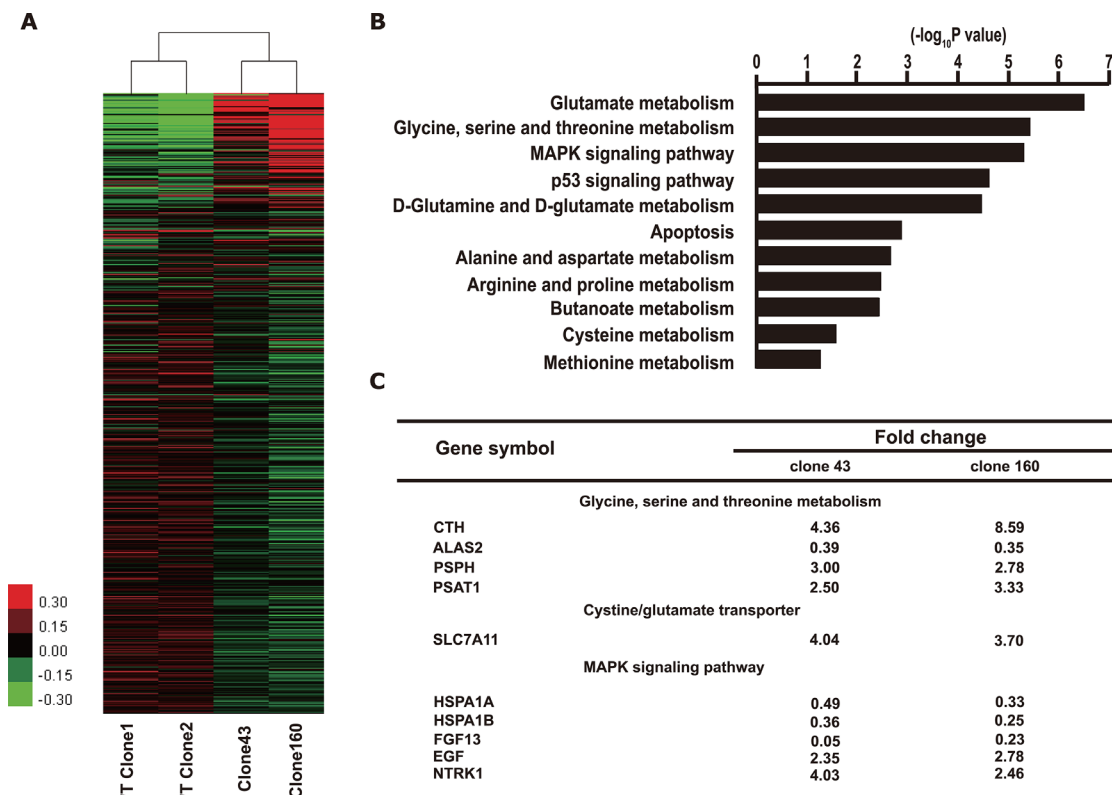 A
0.30
0.15
0.00
-0.15
-0.30
TT Clone1
TT Clone2
Clone43
Clone160
B
(-log10P value)
0 1 2 3 4 5 6 7
Glutamate metabolism
Glycine, serine and threonine metabolism
MAPK signaling pathway
p53 signaling pathway
D-Glutamine and D-glutamate metabolism
Apoptosis
Alanine and aspartate metabolism
Arginine and proline metabolism
Butanoate metabolism
Cysteine metabolism
Methionine metabolism
C
Gene symbol Fold change
clone 43 clone 160
Glycine, serine and threonine metabolism
CTH 4.36 8.59
ALAS2 0.39 0.35
PSPH 3.00 2.78
PSAT1 2.50 3.33
Cystine/glutamate transporter
SLC7A11 4.04 3.70
MAPK signaling pathway
HSPA1A 0.49 0.33
HSPA1B 0.36 0.25
FGF13 0.05 0.23
EGF 2.35 2.78
NTRK1 4.03 2.46